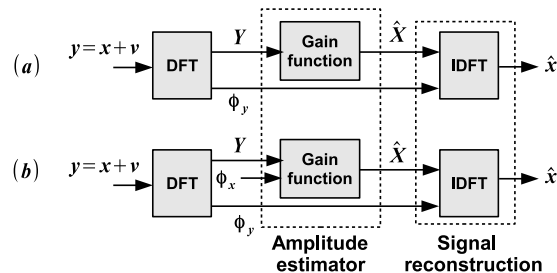 (a) y = x + v DFT Y Gain function X̂ IDFT x̂
ϕy
(b) y = x + v DFT Y Gain function X̂ IDFT x̂
ϕx
ϕy
Amplitude estimator
Signal reconstruction